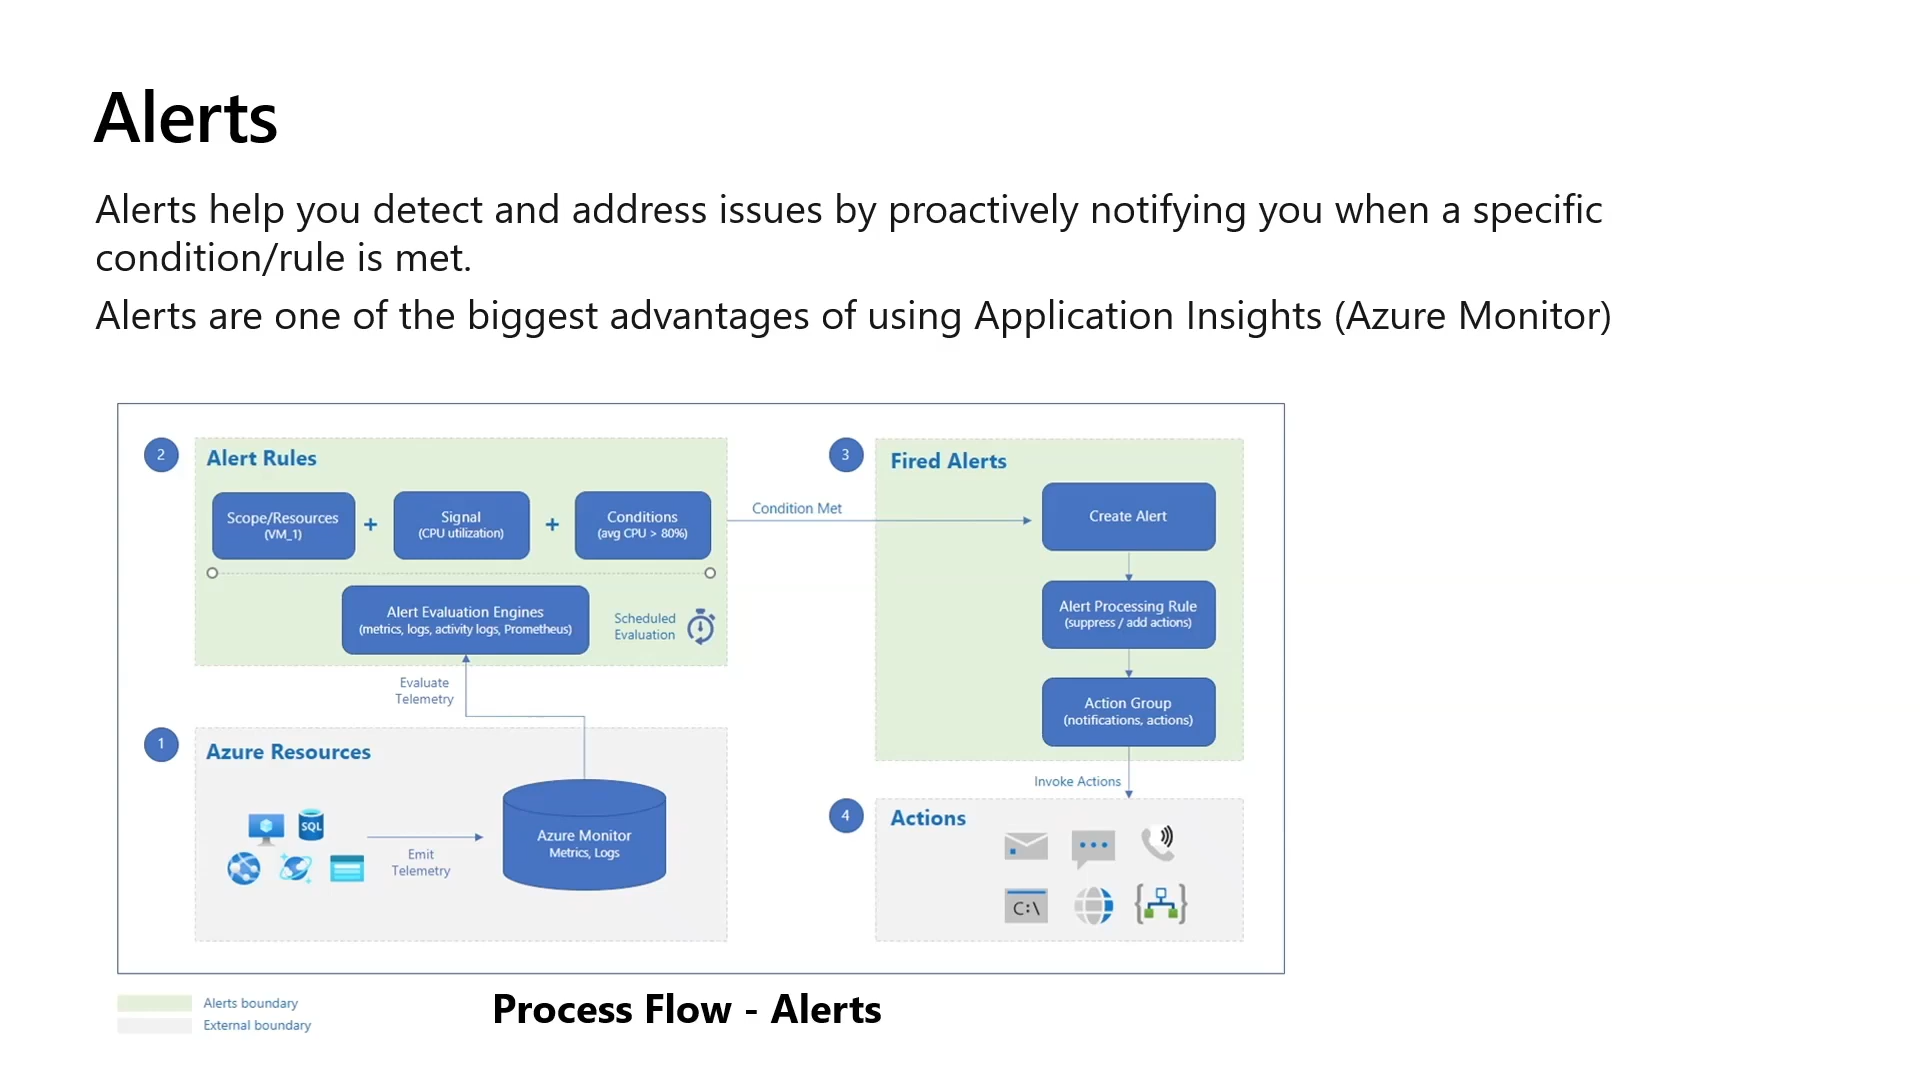 Alerts
Alerts help you detect and address issues by proactively notifying you when a specific
condition/rule is met.
Alerts are one of the biggest advantages of using Application Insights (Azure Monitor)
2
Alert Rules
Scope/Resources
(VM_1)
+
Signal
(CPU utilization)
+
Conditions
(avg CPU > 80%)
Alert Evaluation Engines
(metrics, logs, activity logs, Prometheus)
Scheduled
Evaluation
Evaluate
Telemetry
1
Azure Resources
SQL
Emit
Telemetry
Azure Monitor
Metrics, Logs
Condition Met
3
Fired Alerts
Create Alert
Alert Processing Rule
(suppress / add actions)
Action Group
(notifications, actions)
Invoke Actions
4
Actions
C:\
Alerts boundary
External boundary
Process Flow - Alerts